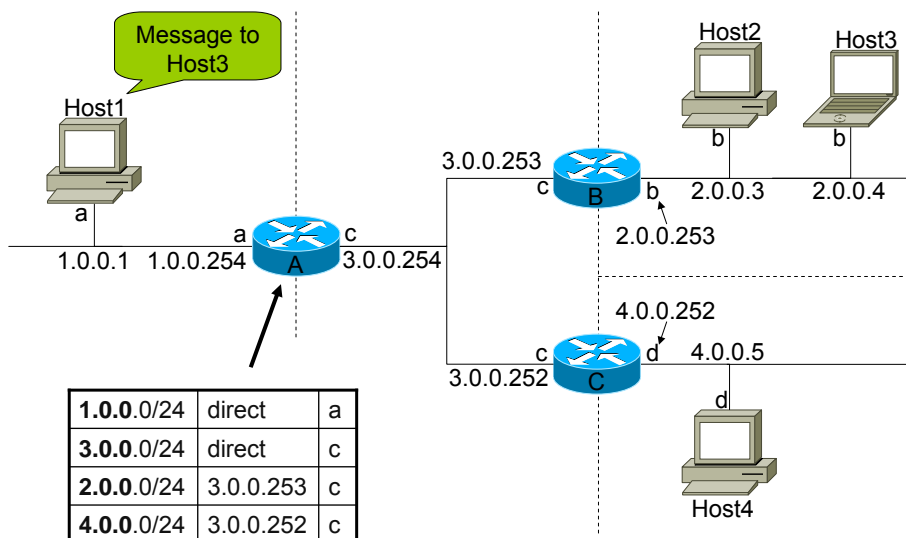 Message to
Host3
Host1
a
1.0.0.1
1.0.0.254
a
A
c
3.0.0.254
3.0.0.253
c
B
b
2.0.0.253
Host2
b
2.0.0.3
Host3
b
2.0.0.4
3.0.0.252
c
C
d
4.0.0.252
4.0.0.5
d
Host4
1.0.0.0/24 direct a
3.0.0.0/24 direct c
2.0.0.0/24 3.0.0.253 c
4.0.0.0/24 3.0.0.252 c